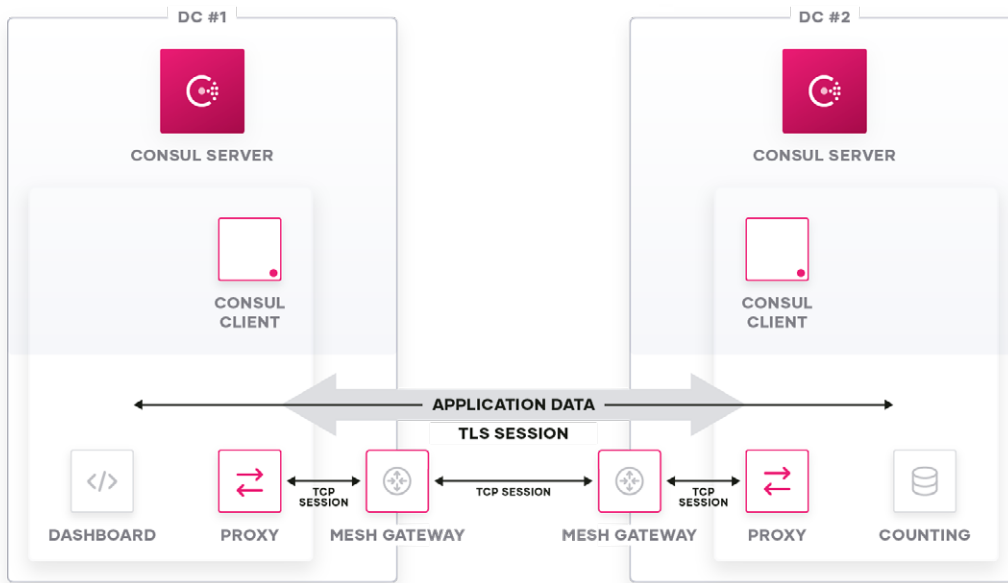 DC #1
DC #2
CONSUL SERVER
CONSUL SERVER
CONSUL
CLIENT
CONSUL
CLIENT
APPLICATION DATA
TLS SESSION
</>
TCP
SESSION
TCP SESSION
TCP
SESSION
DASHBOARD
PROXY
MESH GATEWAY
MESH GATEWAY
PROXY
COUNTING